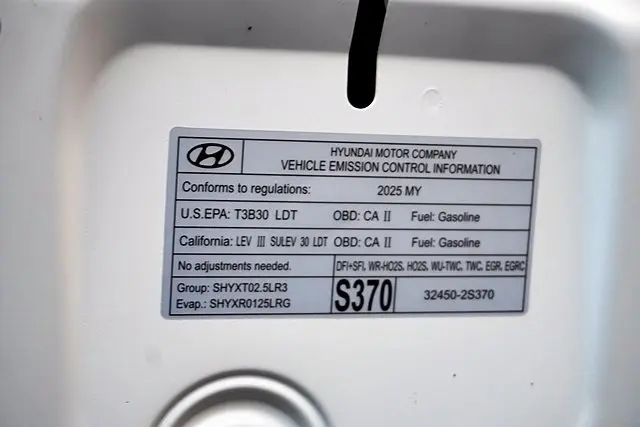 HYUNDAI MOTOR COMPANY
VEHICLE EMISSION CONTROL INFORMATION
Conforms to regulations: 2025 MY
U.S.EPA: T3B30 LDT OBD: CA II Fuel: Gasoline
California: LEV III SULEV 30 LDT OBD: CA II Fuel: Gasoline
No adjustments needed. DFI+SFI, WR-HO2S, HO2S, WU-TWC, TWC, EGR, EGRC
Group: SHYXT02.5LR3
Evap.: SHYXR0125LRG
S370
32450-2S370